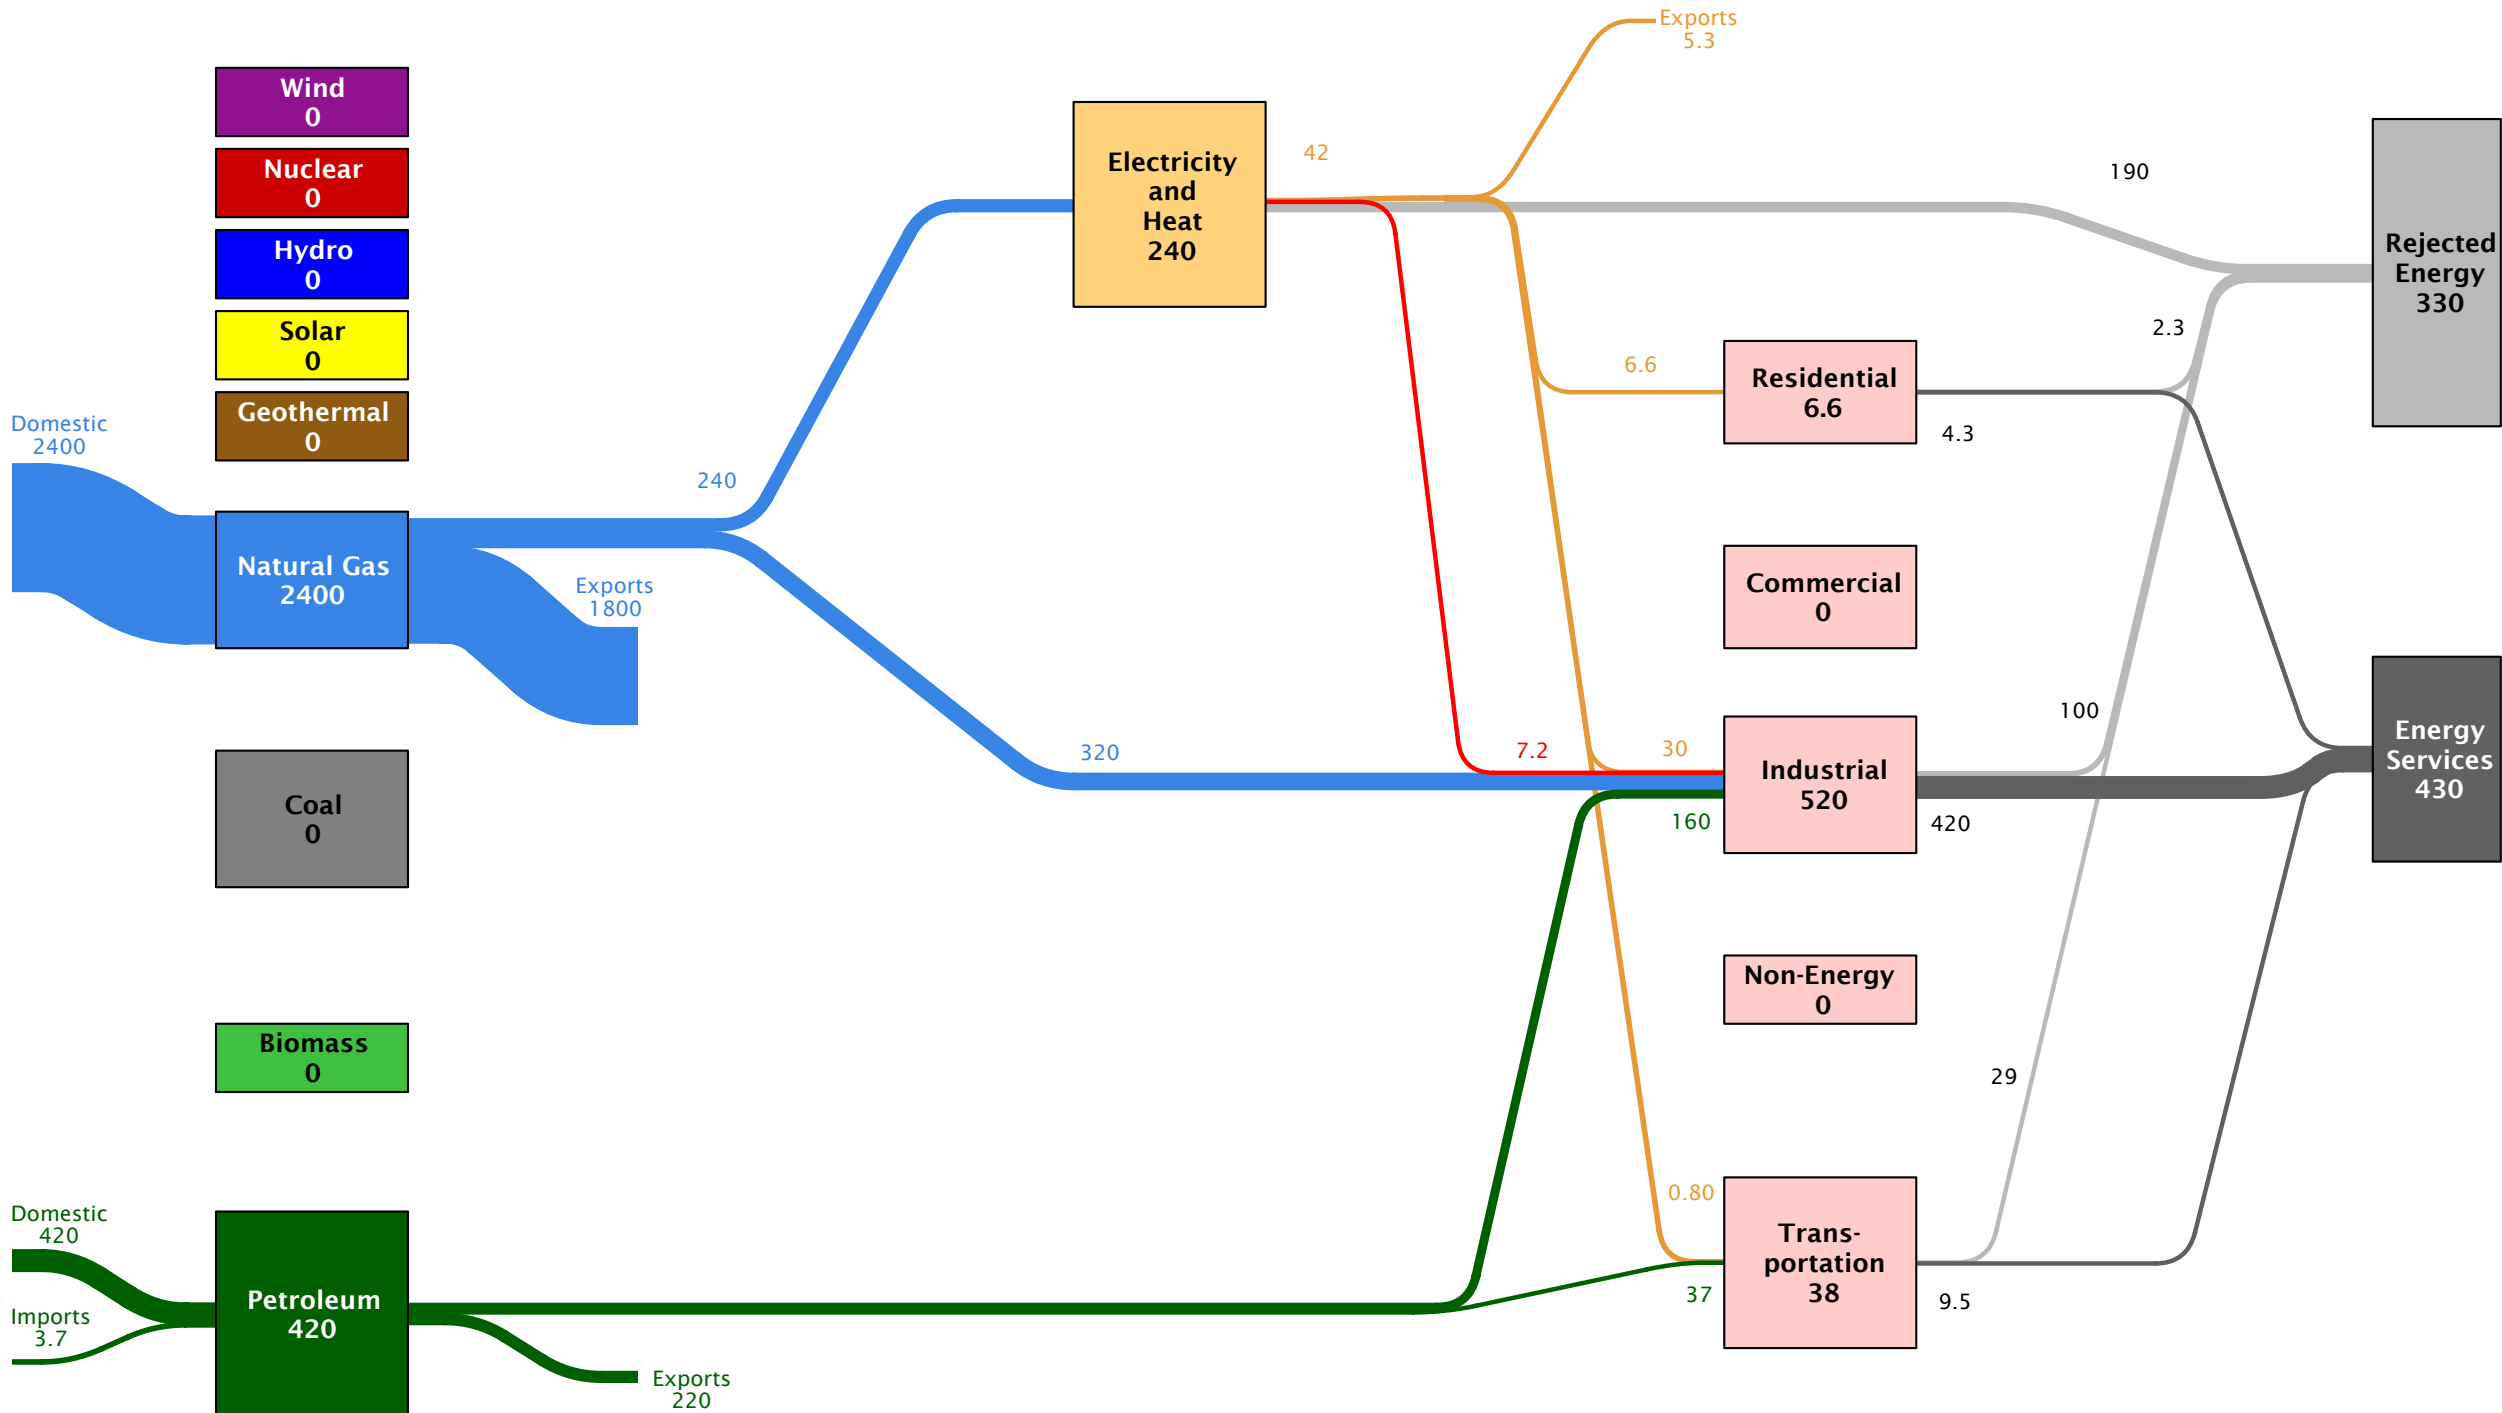 Exports
5.3
Wind
0
Nuclear
0
Hydro
0
Solar
0
Geothermal
0
Domestic
2400
Natural Gas
2400
Exports
1800
Coal
0
Biomass
0
Domestic
420
Imports
3.7
Petroleum
420
Exports
220
240
320
Electricity
and
Heat
240
42
7.2
6.6
30
160
0.80
37
Residential
6.6
Commercial
0
Industrial
520
Non-Energy
0
Trans-
portation
38
190
2.3
4.3
100
420
29
9.5
Rejected
Energy
330
Energy
Services
430